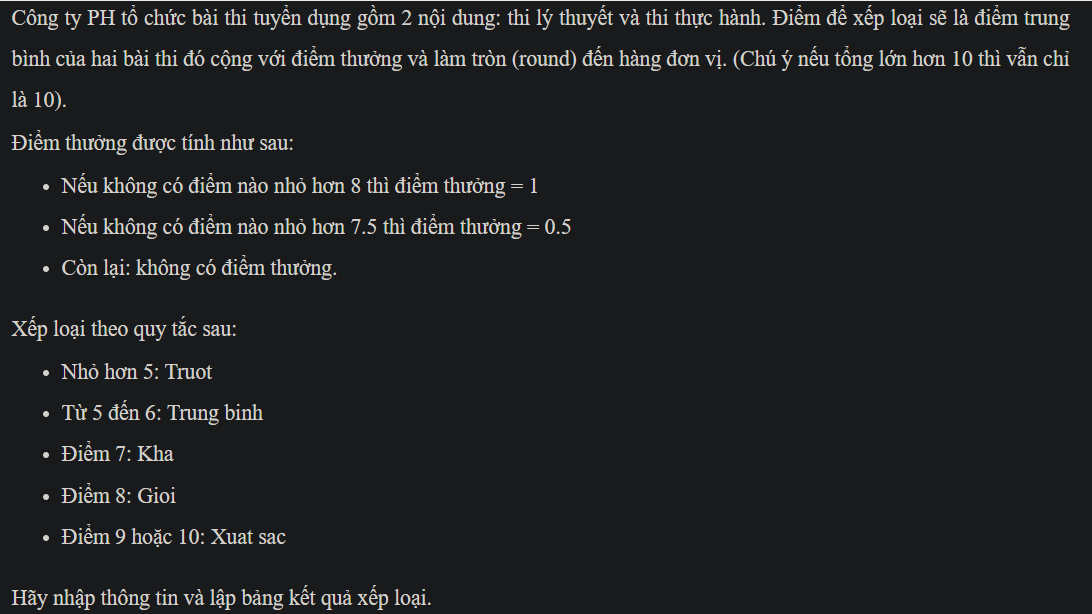 Công ty PH tổ chức bài thi tuyển dụng gồm 2 nội dung: thi lý thuyết và thi thực hành. Điểm để xếp loại sẽ là điểm trung
bình của hai bài thi đó cộng với điểm thưởng và làm tròn (round) đến hàng đơn vị. (Chú ý nếu tổng lớn hơn 10 thì vẫn chỉ
là 10).
Điểm thưởng được tính như sau:
• Nếu không có điểm nào nhỏ hơn 8 thì điểm thưởng = 1
• Nếu không có điểm nào nhỏ hơn 7.5 thì điểm thưởng = 0.5
• Còn lại: không có điểm thưởng.
Xếp loại theo quy tắc sau:
• Nhỏ hơn 5: Truot
• Từ 5 đến 6: Trung binh
• Điểm 7: Kha
• Điểm 8: Gioi
• Điểm 9 hoặc 10: Xuat sac
Hãy nhập thông tin và lập bảng kết quả xếp loại.